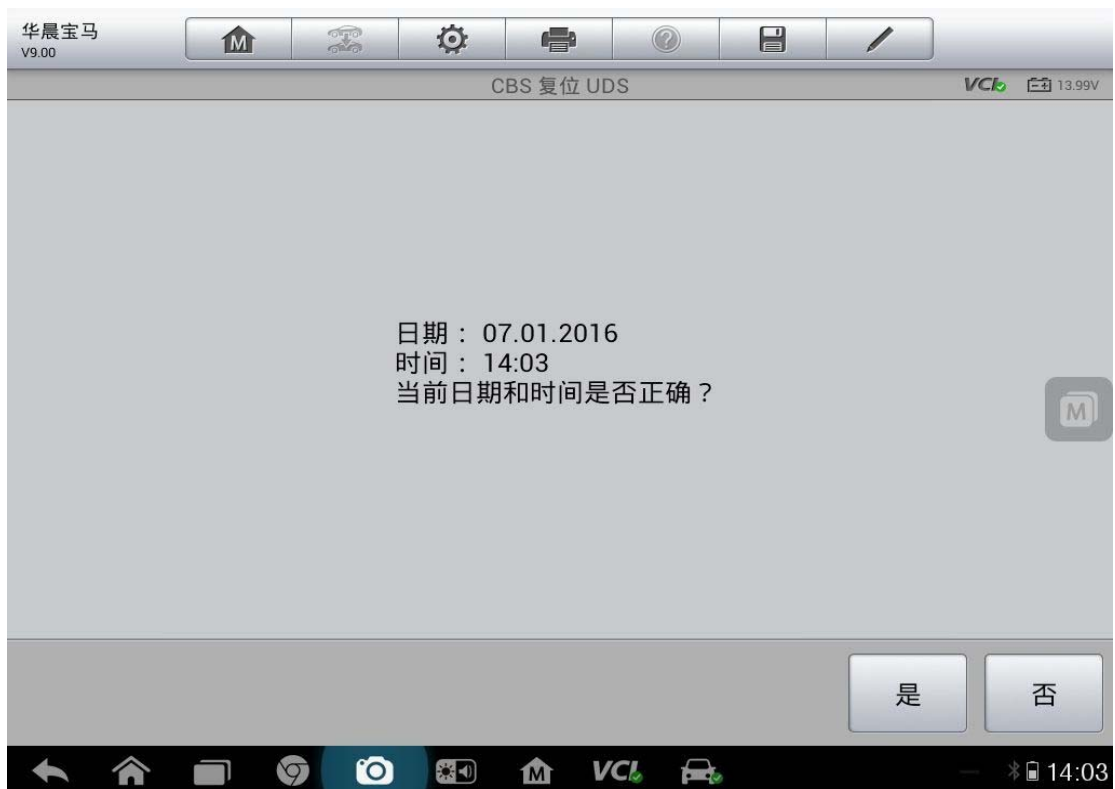 华晨宝马
V9.00
M
CBS 复位 UDS
VCI
13.99V
日期： 07.01.2016
时间： 14:03
当前日期和时间是否正确？
M
是
否
M
VCI
14:03